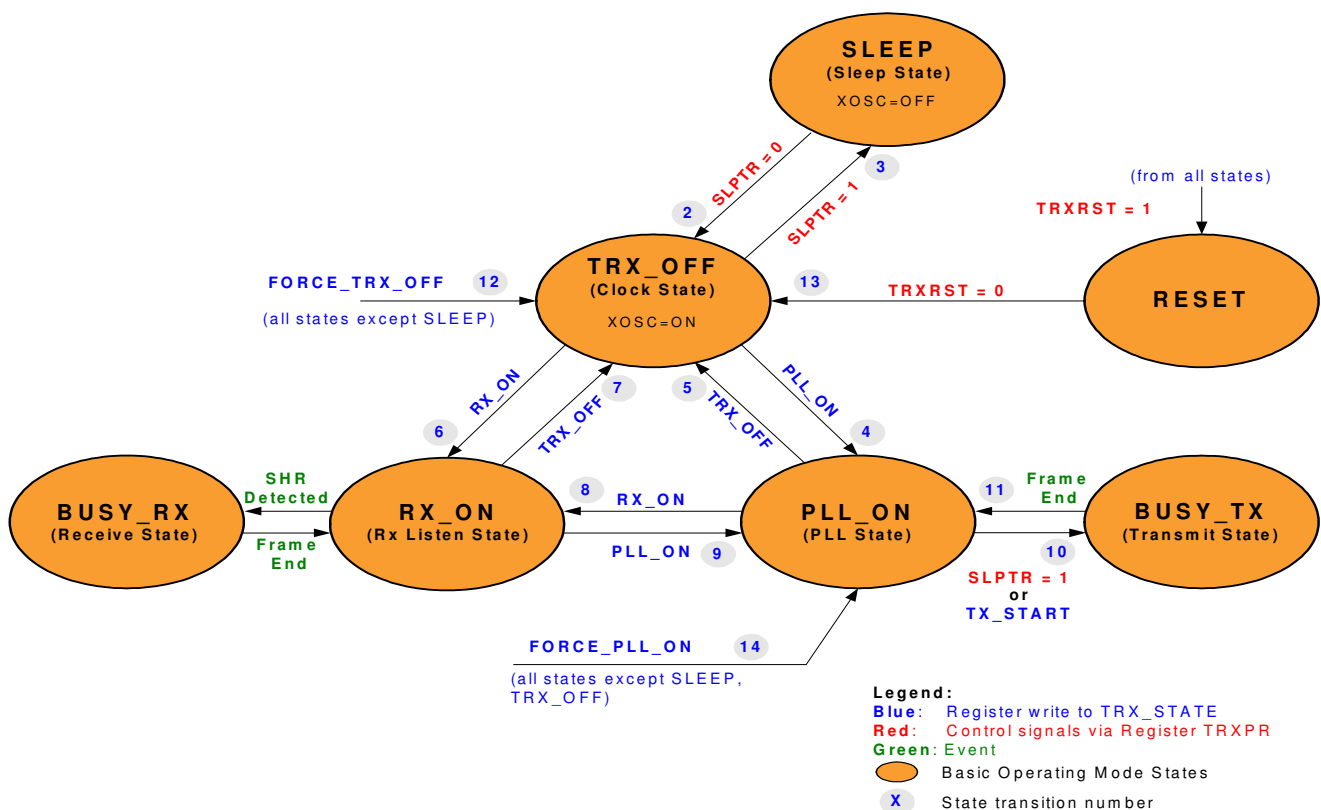 SLEEP
(Sleep State)
XOSC=OFF
SLPTR = 0
3
SLPTR = 1
2
(from all states)
TRXRST = 1
TRX_OFF
(Clock State)
XOSC=ON
FORCE_TRX_OFF
12
(all states except SLEEP)
13
TRXRST = 0
RESET
RX_ON
7
TRX_OFF
6
5
TRX_OFF
PLL_ON
4
SHR
Detected
BUSY_RX
(Receive State)
Frame
End
RX_ON
(Rx Listen State)
8
RX_ON
PLL_ON
9
PLL_ON
(PLL State)
11
Frame
End
10
BUSY_TX
(Transmit State)
SLPTR = 1
or
TX_START
FORCE_PLL_ON
14
(all states except SLEEP,
TRX_OFF)
Legend:
Blue: Register write to TRX_STATE
Red: Control signals via Register TRXPR
Green: Event
Basic Operating Mode States
X State transition number